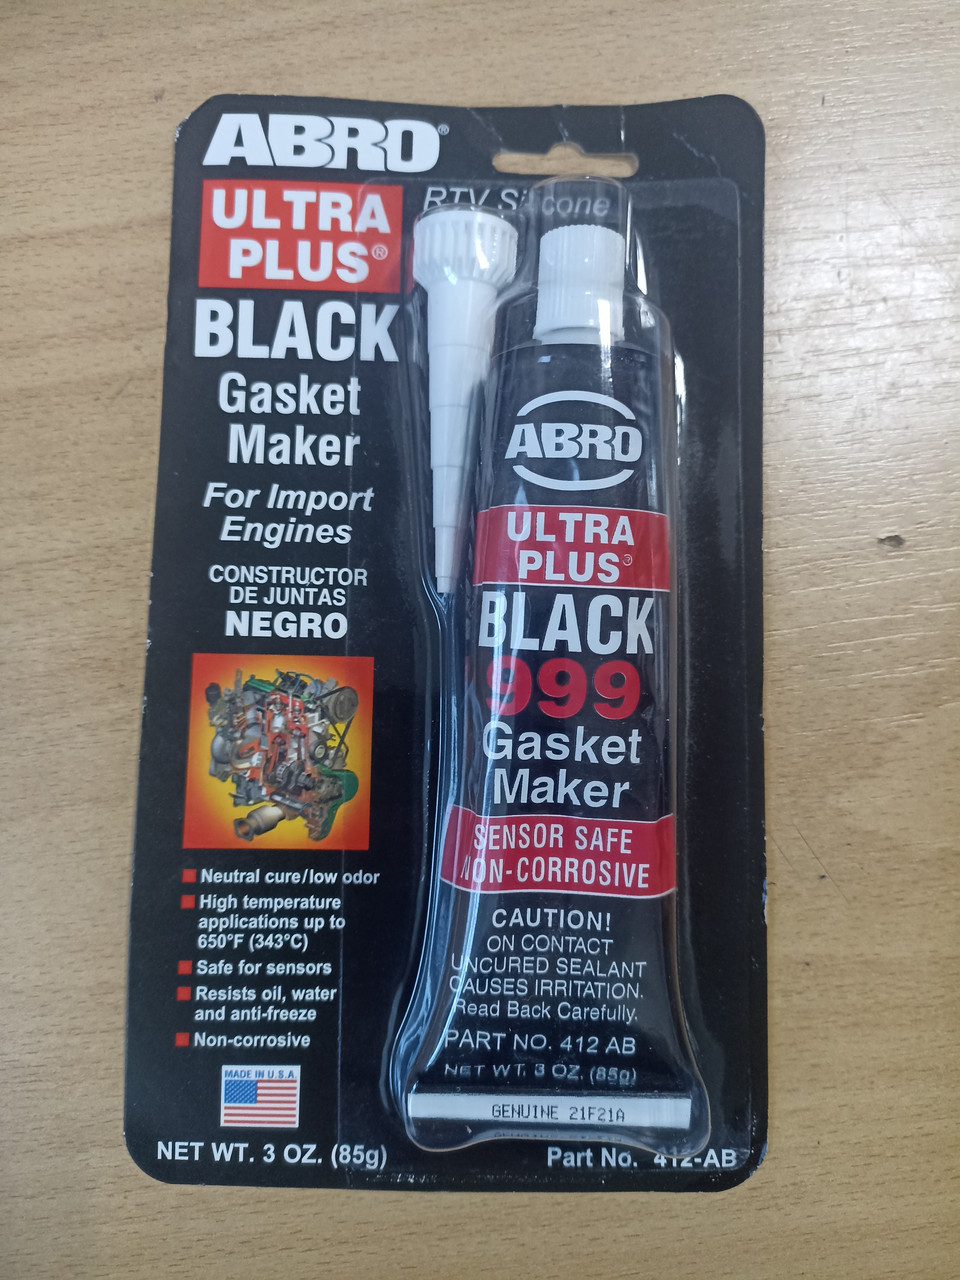 ABRO®
ULTRA
PLUS®
BLACK
Gasket
Maker
For Import
Engines
CONSTRUCTOR
DE JUNTAS
NEGRO
Neutral cure/low odor
High temperature
applications up to
650°F (343°C)
Safe for sensors
Resists oil, water
and anti-freeze
Non-corrosive
MADE IN U.S.A.
NET WT. 3 OZ. (85g)
RTV Silicone
ABRO
ULTRA
PLUS®
BLACK
999
Gasket
Maker
SENSOR SAFE
NON-CORROSIVE
CAUTION!
ON CONTACT
UNCURED SEALANT
CAUSES IRRITATION.
Read Back Carefully.
PART NO. 412 AB
NET WT. 3 OZ. (85g)
GENUINE 21F21A
Part No. 412-AB